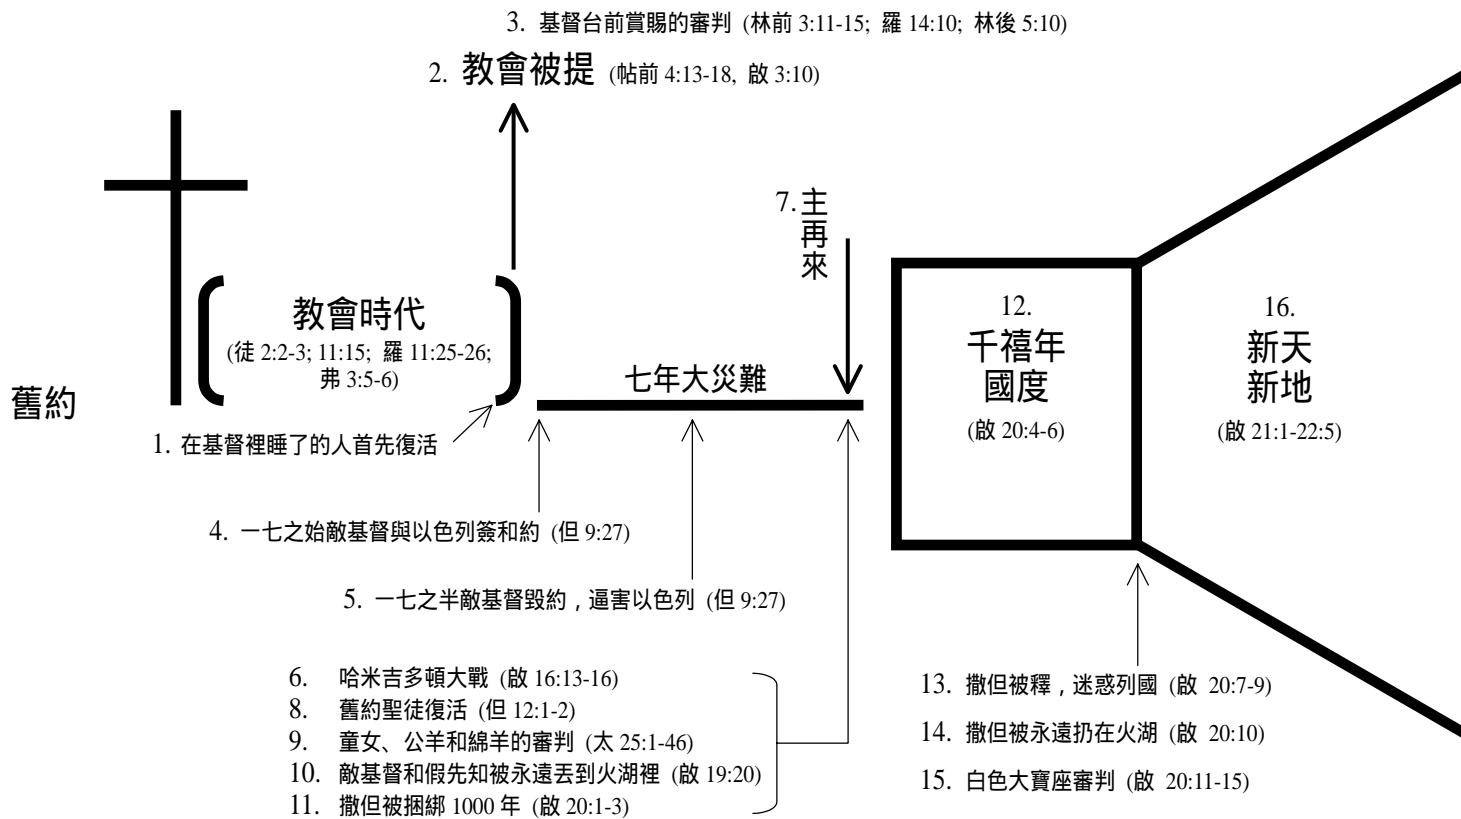 3. 基督台前賞賜的審判 (林前 3:11-15; 羅 14:10; 林後 5:10)
2. 教會被提 (帖前 4:13-18, 啟 3:10)
7. 主再來
教會時代
(徒 2:2-3; 11:15; 羅 11:25-26;
弗 3:5-6)
舊約
七年大災難
12.
千禧年
國度
(啟 20:4-6)
16.
新天
新地
(啟 21:1-22:5)
1. 在基督裡睡了的人首先復活
4. 一七之始敵基督與以色列簽和約 (但 9:27)
5. 一七之半敵基督毀約，逼害以色列 (但 9:27)
6. 哈米吉多頓大戰 (啟 16:13-16)
8. 舊約聖徒復活 (但 12:1-2)
9. 童女、公羊和綿羊的審判 (太 25:1-46)
10. 敵基督和假先知被永遠丟到火湖裡 (啟 19:20)
11. 撒但被捆綁 1000 年 (啟 20:1-3)
13. 撒但被釋，迷惑列國 (啟 20:7-9)
14. 撒但被永遠扔在火湖 (啟 20:10)
15. 白色大寶座審判 (啟 20:11-15)